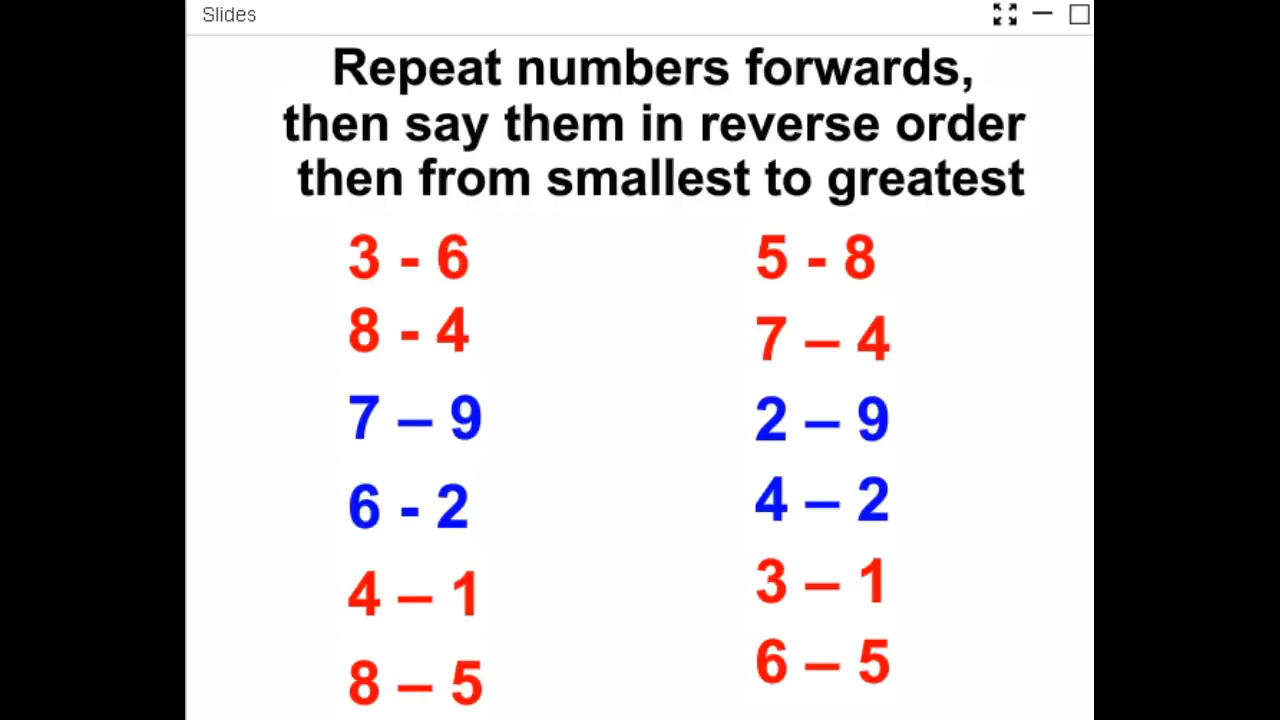 Slides
Repeat numbers forwards,
then say them in reverse order
then from smallest to greatest
3 - 6
8 - 4
7 – 9
6 - 2
4 – 1
8 – 5
5 - 8
7 – 4
2 – 9
4 – 2
3 – 1
6 – 5